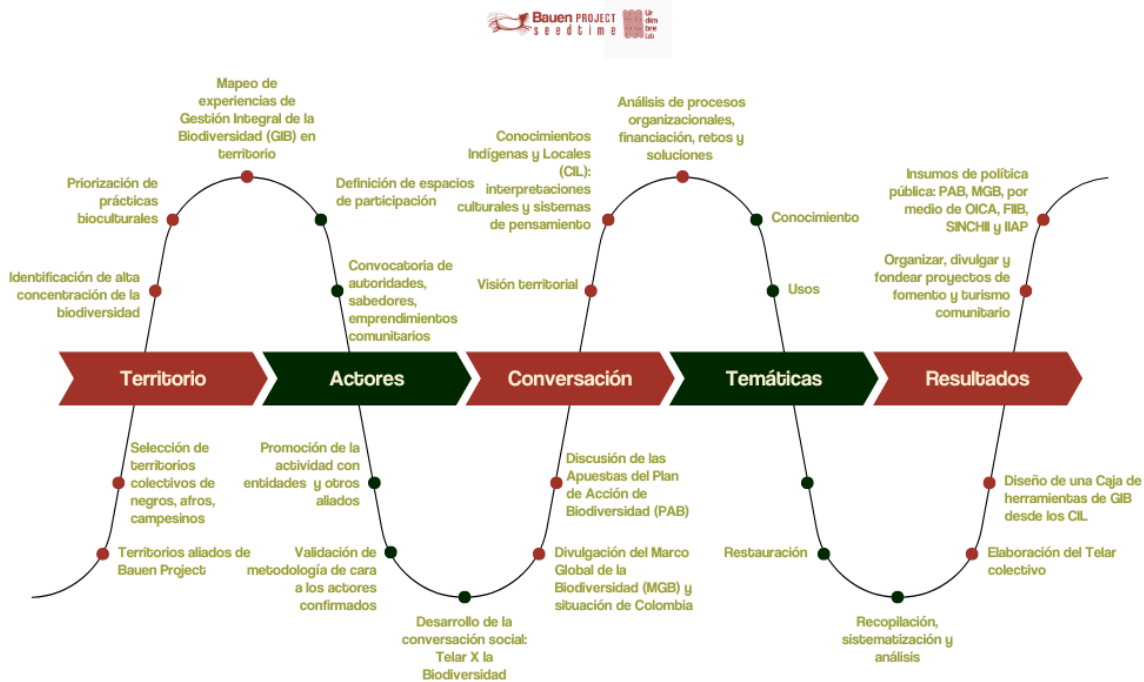 Bauen PROJECT
seedtime
Ur
dim
bre
Lab
Mapeo de
experiencias de
Gestión Integral de la
Biodiversidad (GIB) en
territorio
Priorización de
prácticas
bioculturales
Identificación de alta
concentración de la
biodiversidad
Definición de espacios
de participación
Convocatoria de
autoridades,
sabedores,
emprendimientos
comunitarios
Conocimientos
Indígenas y Locales
(CIL):
interpretaciones
culturales y sistemas
de pensamiento
Visión territorial
Análisis de procesos
organizacionales,
financiación, retos y
soluciones
Conocimiento
Usos
Insumos de política
pública: PAB, MGB, por
medio de OICA, FIIB,
SINCHII y IIAP
Organizar, divulgar y
fondear proyectos de
fomento y turismo
comunitario
Territorio
Actores
Conversación
Temáticas
Resultados
Selección de
territorios
colectivos de
negros, afros,
campesinos
Territorios aliados de
Bauen Project
Promoción de la
actividad con
entidades y otros
aliados
Validación de
metodología de cara
a los actores
confirmados
Desarrollo de la
conversación social:
Telar X la
Biodiversidad
Discusión de las
Apuestas del Plan
de Acción de
Biodiversidad (PAB)
Divulgación del Marco
Global de la
Biodiversidad (MGB) y
situación de Colombia
Restauración
Recopilación,
sistematización y
análisis
Diseño de una Caja de
herramientas de GIB
desde los CIL
Elaboración del Telar
colectivo